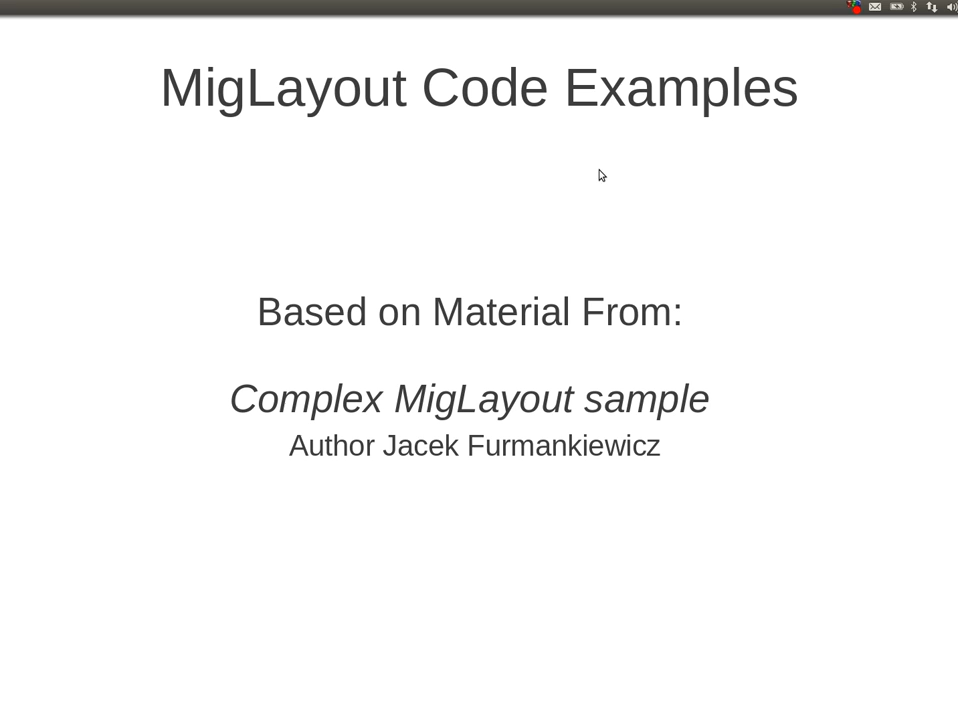 MigLayout Code Examples
Based on Material From:
Complex MigLayout sample
Author Jacek Furmankiewicz